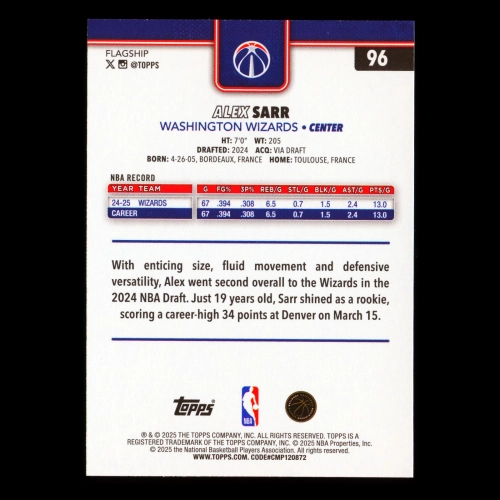 FLAGSHIP
@TOPPS
96
ALEX SARR
WASHINGTON WIZARDS • CENTER
HT: 7'0" WT: 205
DRAFTED: 2024 ACQ: VIA DRAFT
BORN: 4-26-05, BORDEAUX, FRANCE HOME: TOULOUSE, FRANCE
NBA RECORD
YEAR TEAM G FG% 3P% REB/G STL/G BLK/G AST/G PTS/G
24-25 WIZARDS 67 .394 .308 6.5 0.7 1.5 2.4 13.0
CAREER 67 .394 .308 6.5 0.7 1.5 2.4 13.0
With enticing size, fluid movement and defensive
versatility, Alex went second overall to the Wizards in the
2024 NBA Draft. Just 19 years old, Sarr shined as a rookie,
scoring a career-high 34 points at Denver on March 15.
Topps
NBA
® & © 2025 THE TOPPS COMPANY, INC. ALL RIGHTS RESERVED. TOPPS IS A
REGISTERED TRADEMARK OF THE TOPPS COMPANY, INC. © 2025 NBA Properties, Inc.
© 2025 the National Basketball Players Association. All rights reserved.
WWW.TOPPS.COM. CODE#CMP120872